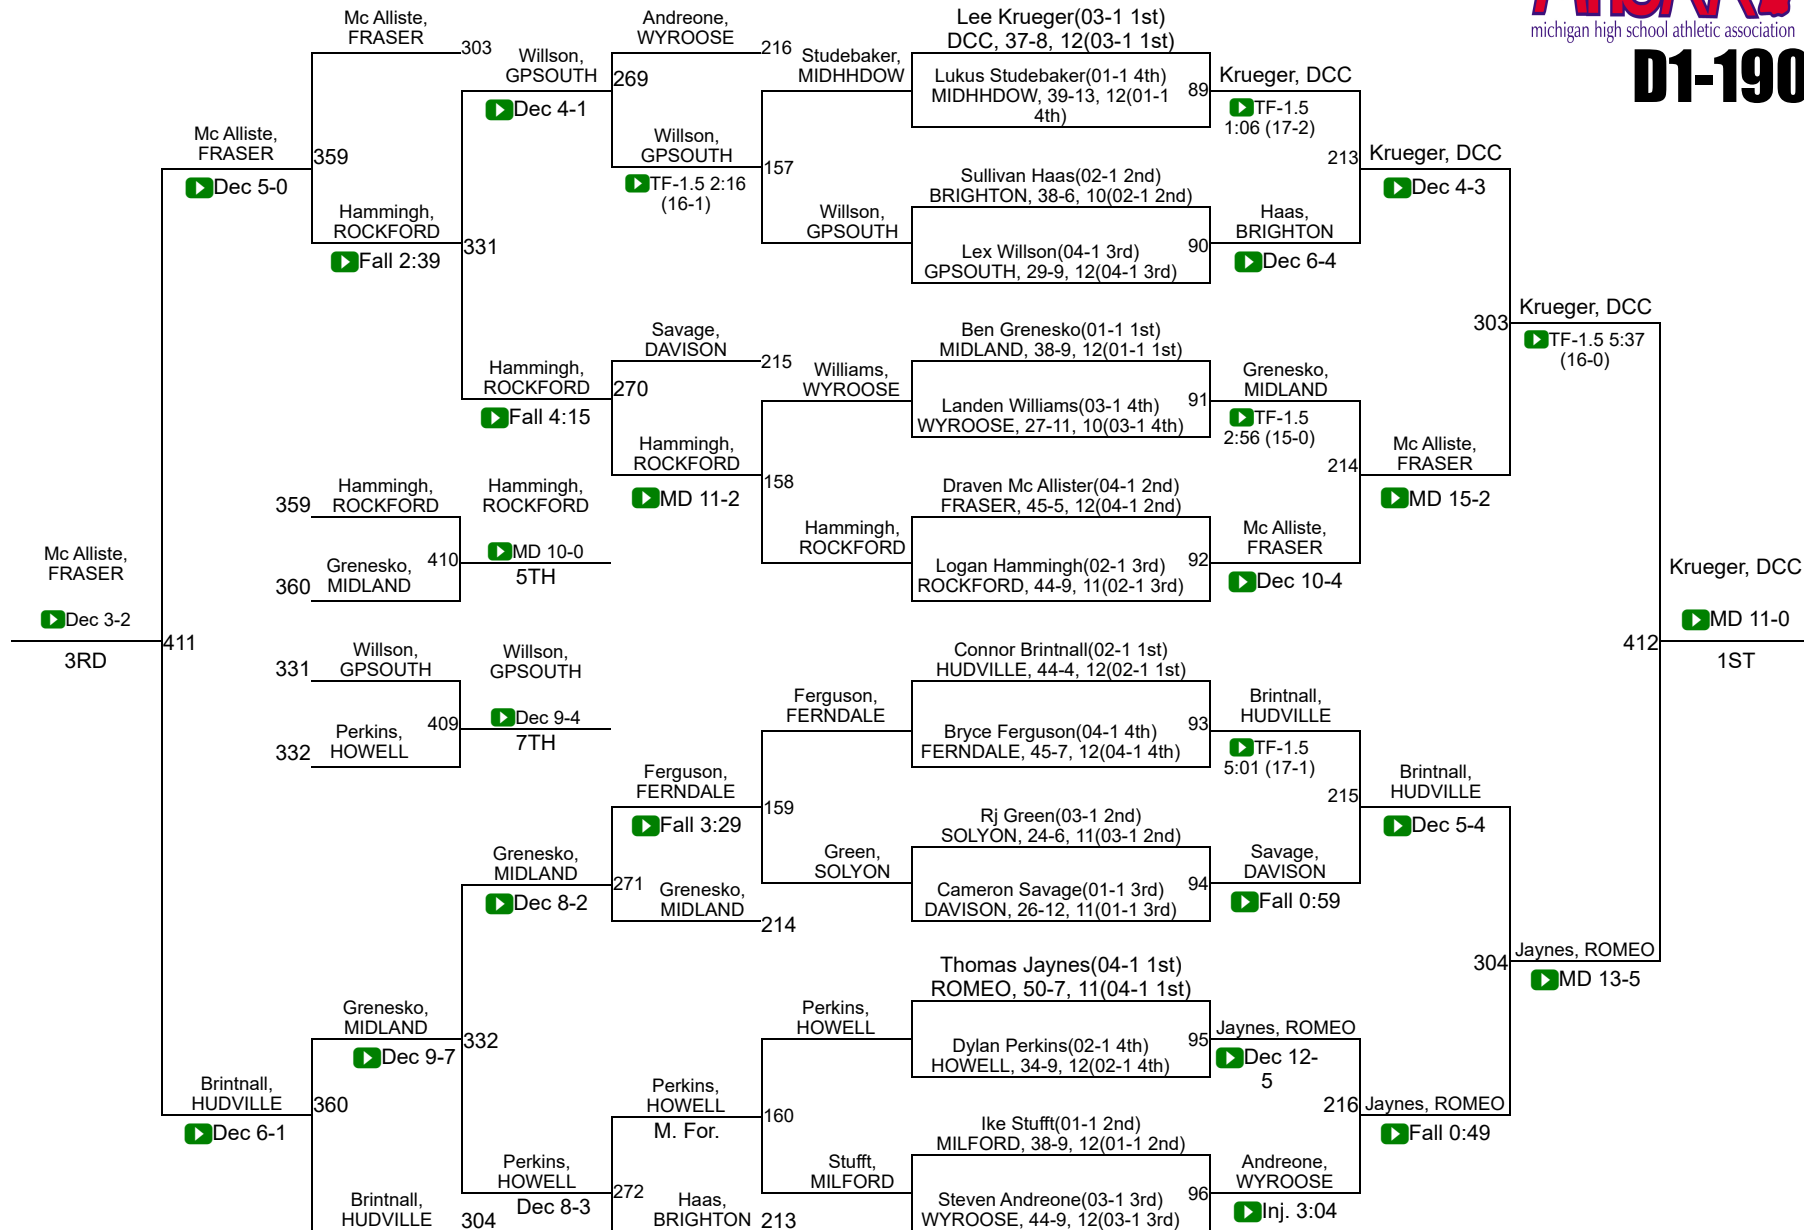 michigan high school athletic association
D1-190
Mc Alliste,
FRASER
303
Willson,
GPSOUTH
Dec 4-1
Andreone,
WYROOSE
216
269
Studebaker,
MIDHHDOW
Lee Krueger(03-1 1st)
DCC, 37-8, 12(03-1 1st)
Lukus Studebaker(01-1 4th)
MIDHHDOW, 39-13, 12(01-1
4th)
89
Krueger, DCC
TF-1.5
1:06 (17-2)
Mc Alliste,
FRASER
Dec 5-0
359
Willson,
GPSOUTH
TF-1.5 2:16
(16-1)
157
213
Krueger, DCC
Dec 4-3
Hammingh,
ROCKFORD
Fall 2:39
331
Willson,
GPSOUTH
Sullivan Haas(02-1 2nd)
BRIGHTON, 38-6, 10(02-1 2nd)
Lex Willson(04-1 3rd)
GPSOUTH, 29-9, 12(04-1 3rd)
90
Haas,
BRIGHTON
Dec 6-4
Savage,
DAVISON
215
Hammingh,
ROCKFORD
Fall 4:15
270
Williams,
WYROOSE
Ben Grenesko(01-1 1st)
MIDLAND, 38-9, 12(01-1 1st)
Landen Williams(03-1 4th)
WYROOSE, 27-11, 10(03-1 4th)
91
Grenesko,
MIDLAND
TF-1.5
2:56 (15-0)
303
Krueger, DCC
TF-1.5 5:37
(16-0)
Hammingh,
ROCKFORD
MD 11-2
158
214
Mc Alliste,
FRASER
MD 15-2
359
Hammingh,
ROCKFORD
Hammingh,
ROCKFORD
Hammingh,
ROCKFORD
Draven Mc Allister(04-1 2nd)
FRASER, 45-5, 12(04-1 2nd)
Logan Hammingh(02-1 3rd)
ROCKFORD, 44-9, 11(02-1 3rd)
92
Mc Alliste,
FRASER
Dec 10-4
360
Grenesko,
MIDLAND
410
MD 10-0
5TH
Mc Alliste,
FRASER
Dec 3-2
3RD
411
Krueger, DCC
MD 11-0
1ST
412
331
Willson,
GPSOUTH
Willson,
GPSOUTH
332
Perkins,
HOWELL
409
Dec 9-4
7TH
Ferguson,
FERNDALE
Connor Brintnall(02-1 1st)
HUDVILLE, 44-4, 12(02-1 1st)
Bryce Ferguson(04-1 4th)
FERNDALE, 45-7, 12(04-1 4th)
93
Brintnall,
HUDVILLE
TF-1.5
5:01 (17-1)
Ferguson,
FERNDALE
Fall 3:29
159
215
Brintnall,
HUDVILLE
Dec 5-4
Grenesko,
MIDLAND
Dec 8-2
271
Grenesko,
MIDLAND
214
Green,
SOLYON
Rj Green(03-1 2nd)
SOLYON, 24-6, 11(03-1 2nd)
Cameron Savage(01-1 3rd)
DAVISON, 26-12, 11(01-1 3rd)
94
Savage,
DAVISON
Fall 0:59
304
Jaynes, ROMEO
MD 13-5
Grenesko,
MIDLAND
Dec 9-7
332
Perkins,
HOWELL
Thomas Jaynes(04-1 1st)
ROMEO, 50-7, 11(04-1 1st)
Dylan Perkins(02-1 4th)
HOWELL, 34-9, 12(02-1 4th)
95
Jaynes, ROMEO
Dec 12-
5
Brintnall,
HUDVILLE
Dec 6-1
360
Perkins,
HOWELL
M. For.
160
216
Jaynes, ROMEO
Fall 0:49
Brintnall,
HUDVILLE
304
Perkins,
HOWELL
Dec 8-3
272
Haas,
BRIGHTON
213
Stufft,
MILFORD
Ike Stufft(01-1 2nd)
MILFORD, 38-9, 12(01-1 2nd)
Steven Andreone(03-1 3rd)
WYROOSE, 44-9, 12(03-1 3rd)
96
Andreone,
WYROOSE
Inj. 3:04